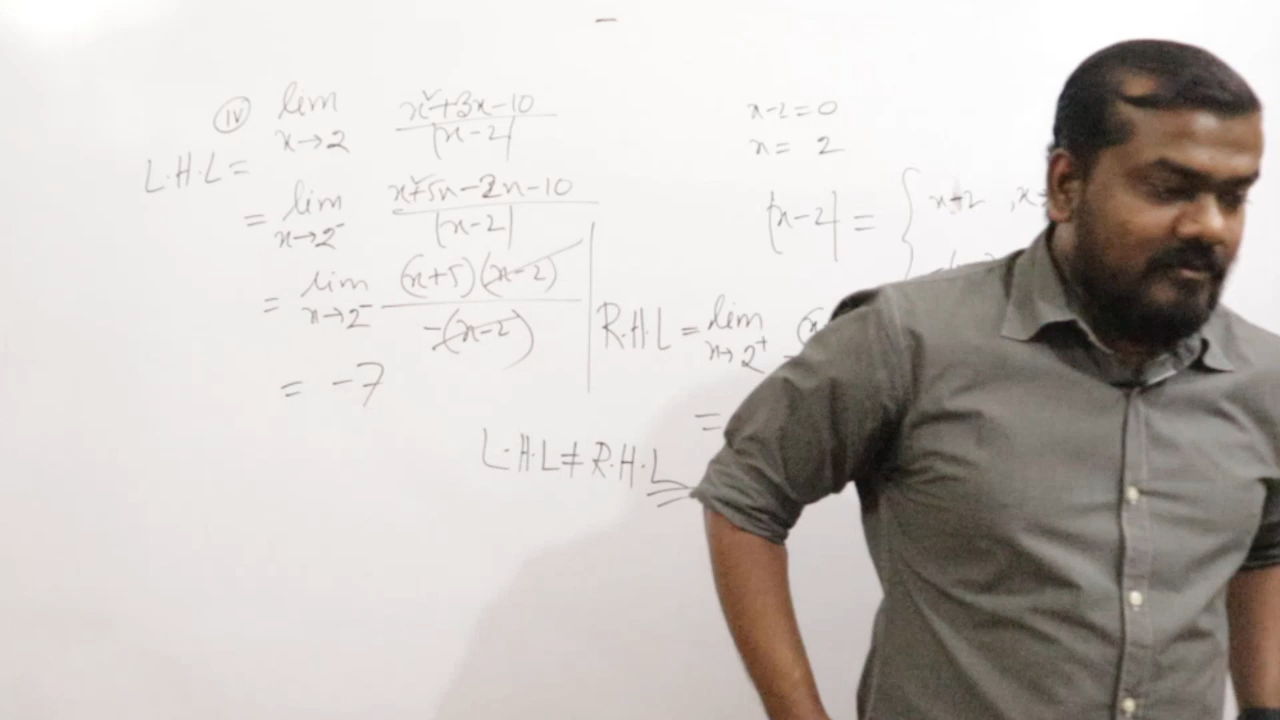 (iv) lim x→2 x²+3x-10 / |x-2|
L.H.L =
= lim x→2⁻ x²+5x-2x-10 / |x-2|
= lim x→2⁻ (x+5)(x-2) / -(x-2)
= -7
x-2=0
x= 2
|x-2| = {
R.H.L = lim x→2⁺
=
L.H.L ≠ R.H.L